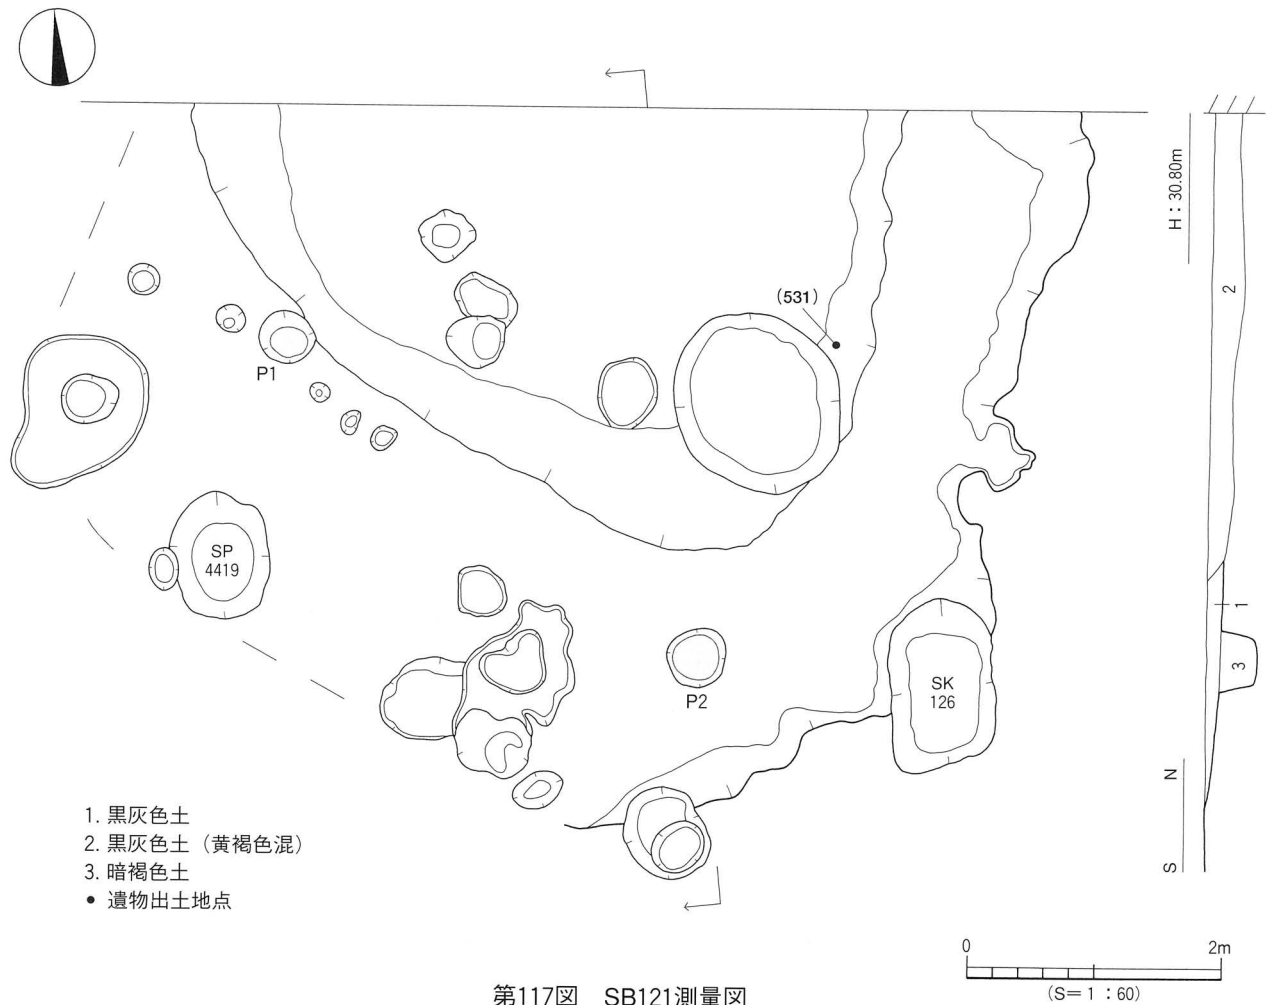 (531)
H：30.80m
2
P1
SP
4419
1
3
P2
SK
126
N
S
1. 黒灰色土
2. 黒灰色土（黄褐色混）
3. 暗褐色土
● 遺物出土地点
0 2m
(S＝1：60)
第117図 SB121測量図